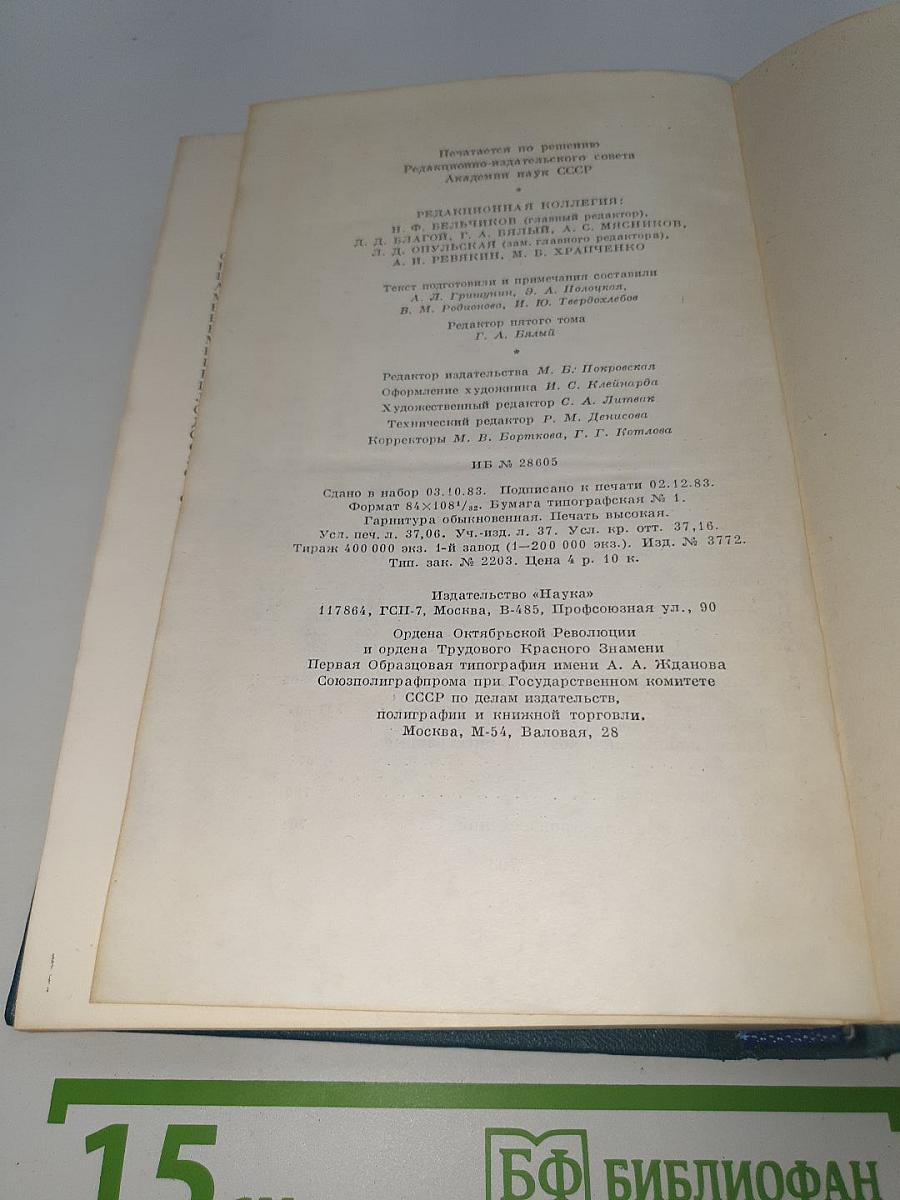 Печатается по решению
Редакционно-издательского совета
Академии наук СССР
*
РЕДАКЦИОННАЯ КОЛЛЕГИЯ:
Н. Ф. БЕЛЬЧИКОВ (главный редактор),
Д. Д. БЛАГОЙ, Г. А. БЯЛЫЙ, А. С. МЯСНИКОВ,
Л. Д. ОПУЛЬСКАЯ (зам. главного редактора),
А. И. РЕВЯКИН, М. Б. ХРАПЧЕНКО
Текст подготовили и примечания составили
А. Л. Гришунин, Э. А. Полоцкая,
В. М. Родионова, И. Ю. Твердохлебов
Редактор пятого тома
Г. А. Бялый
*
Редактор издательства М. Б. Покровская
Оформление художника И. С. Клейнарда
Художественный редактор С. А. Литвак
Технический редактор Р. М. Денисова
Корректоры М. В. Борткова, Г. Г. Котлова
ИБ № 28605
Сдано в набор 03.10.83. Подписано к печати 02.12.83.
Формат 84×108¹/₃₂. Бумага типографская № 1.
Гарнитура обыкновенная. Печать высокая.
Усл. печ. л. 37,06. Уч.-изд. л. 37. Усл. кр. отт. 37,16.
Тираж 400 000 экз. 1-й завод (1—200 000 экз.). Изд. № 3772.
Тип. зак. № 2203. Цена 4 р. 10 к.
Издательство «Наука»
117864, ГСП-7, Москва, В-485, Профсоюзная ул., 90
Ордена Октябрьской Революции
и ордена Трудового Красного Знамени
Первая Образцовая типография имени А. А. Жданова
Союзполиграфпрома при Государственном комитете
СССР по делам издательств,
полиграфии и книжной торговли.
Москва, М-54, Валовая, 28
15 см
БФ БИБЛИОФАН